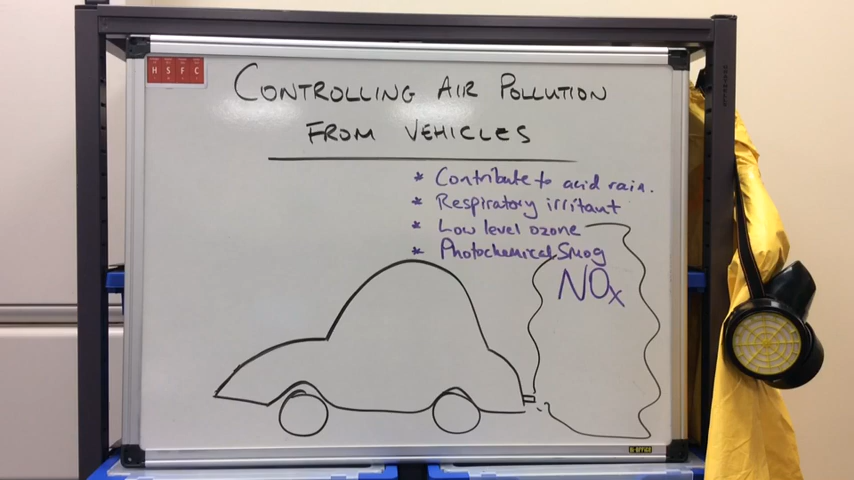 H S F C
CONTROLLING AIR POLLUTION
FROM VEHICLES
* Contribute to acid rain.
* Respiratory irritant
* Low level ozone
* Photochemical Smog
NOx